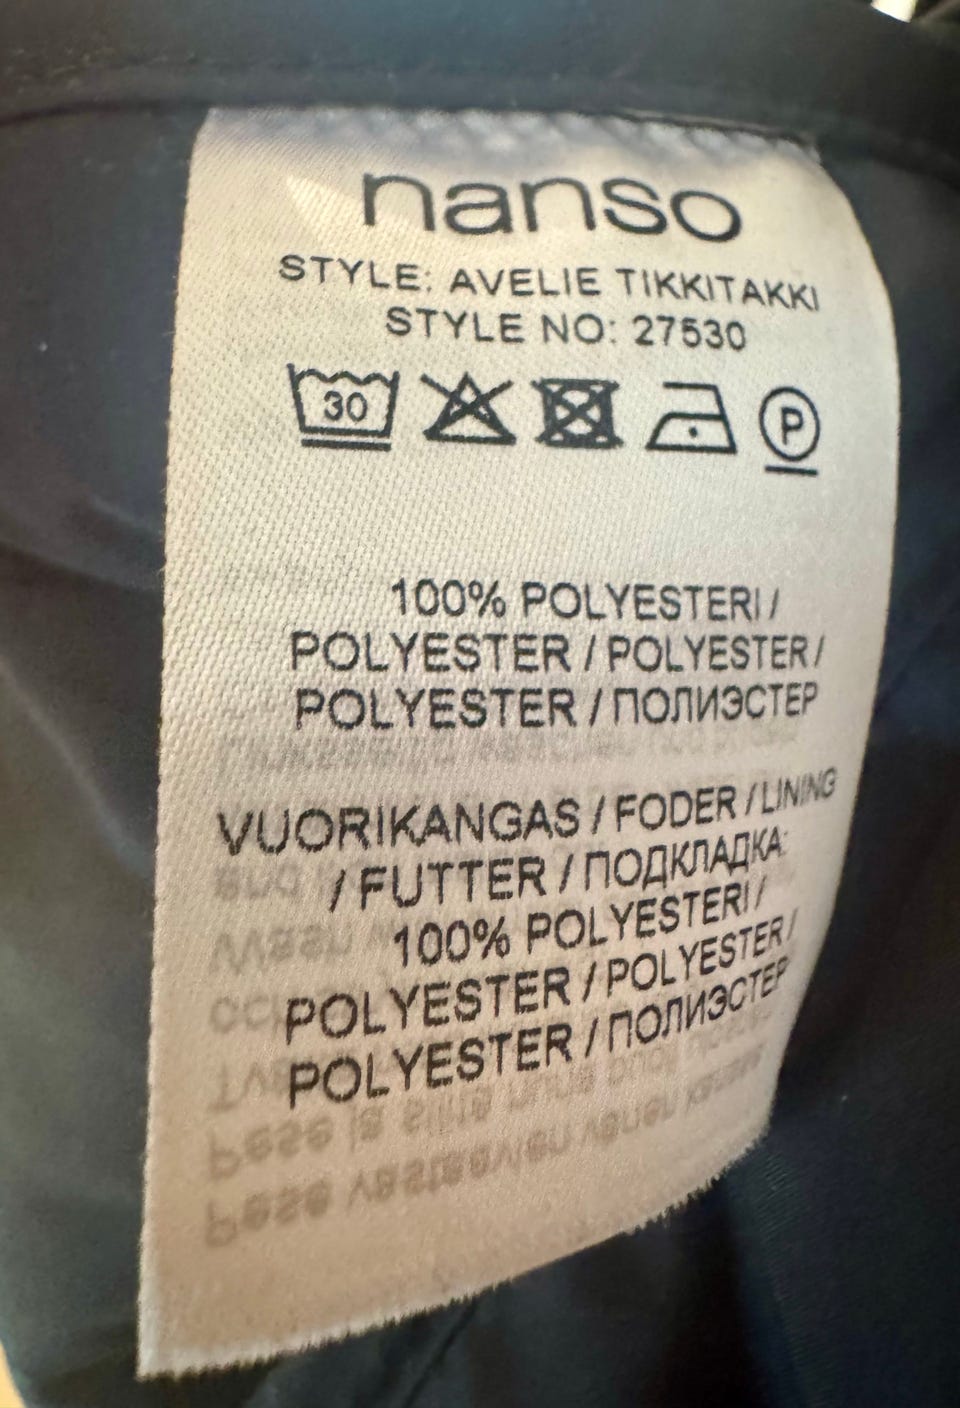 nanso
STYLE: AVELIE TIKKITAKKI
STYLE NO: 27530
30 P
100% POLYESTERI /
POLYESTER / POLYESTER /
POLYESTER / ПОЛИЭСТЕР
VUORIKANGAS / FODER / LINING
/ FUTTER / ПОДКЛАДКА:
100% POLYESTERI /
POLYESTER / POLYESTER /
POLYESTER / ПОЛИЭСТЕР